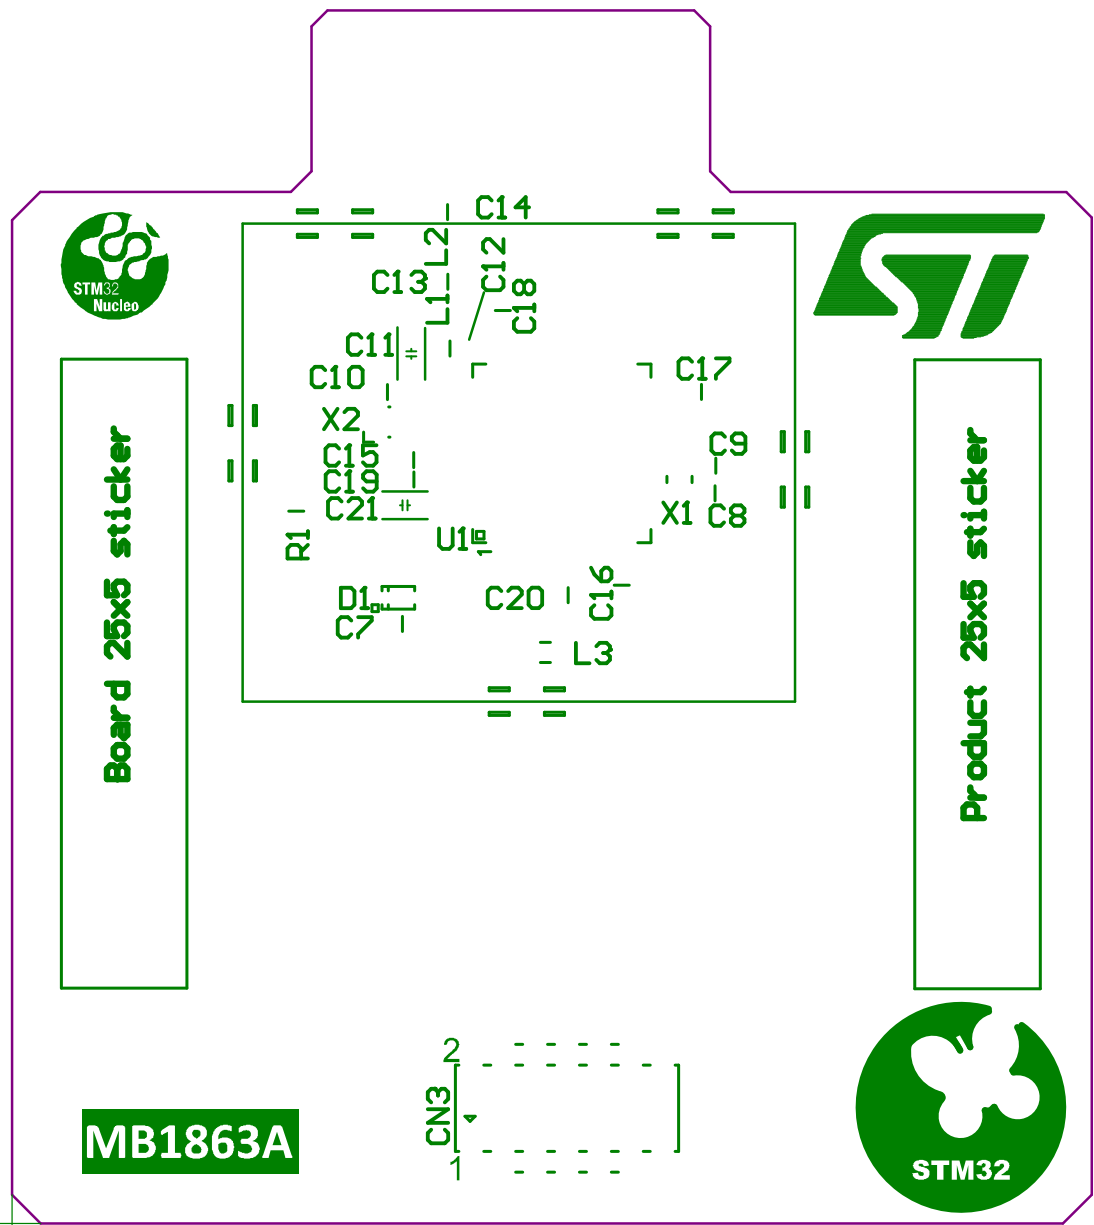 C14
L2
C12
STM32
Nucleo
C13
L1
C18
C11
C10
C17
X2
C9
C15
C19
C21
X1
C8
R1
U1
1
D1
C20
C16
C7
L3
Board 25x5 sticker
Product 25x5 sticker
2
CN3
1
MB1863A
STM32